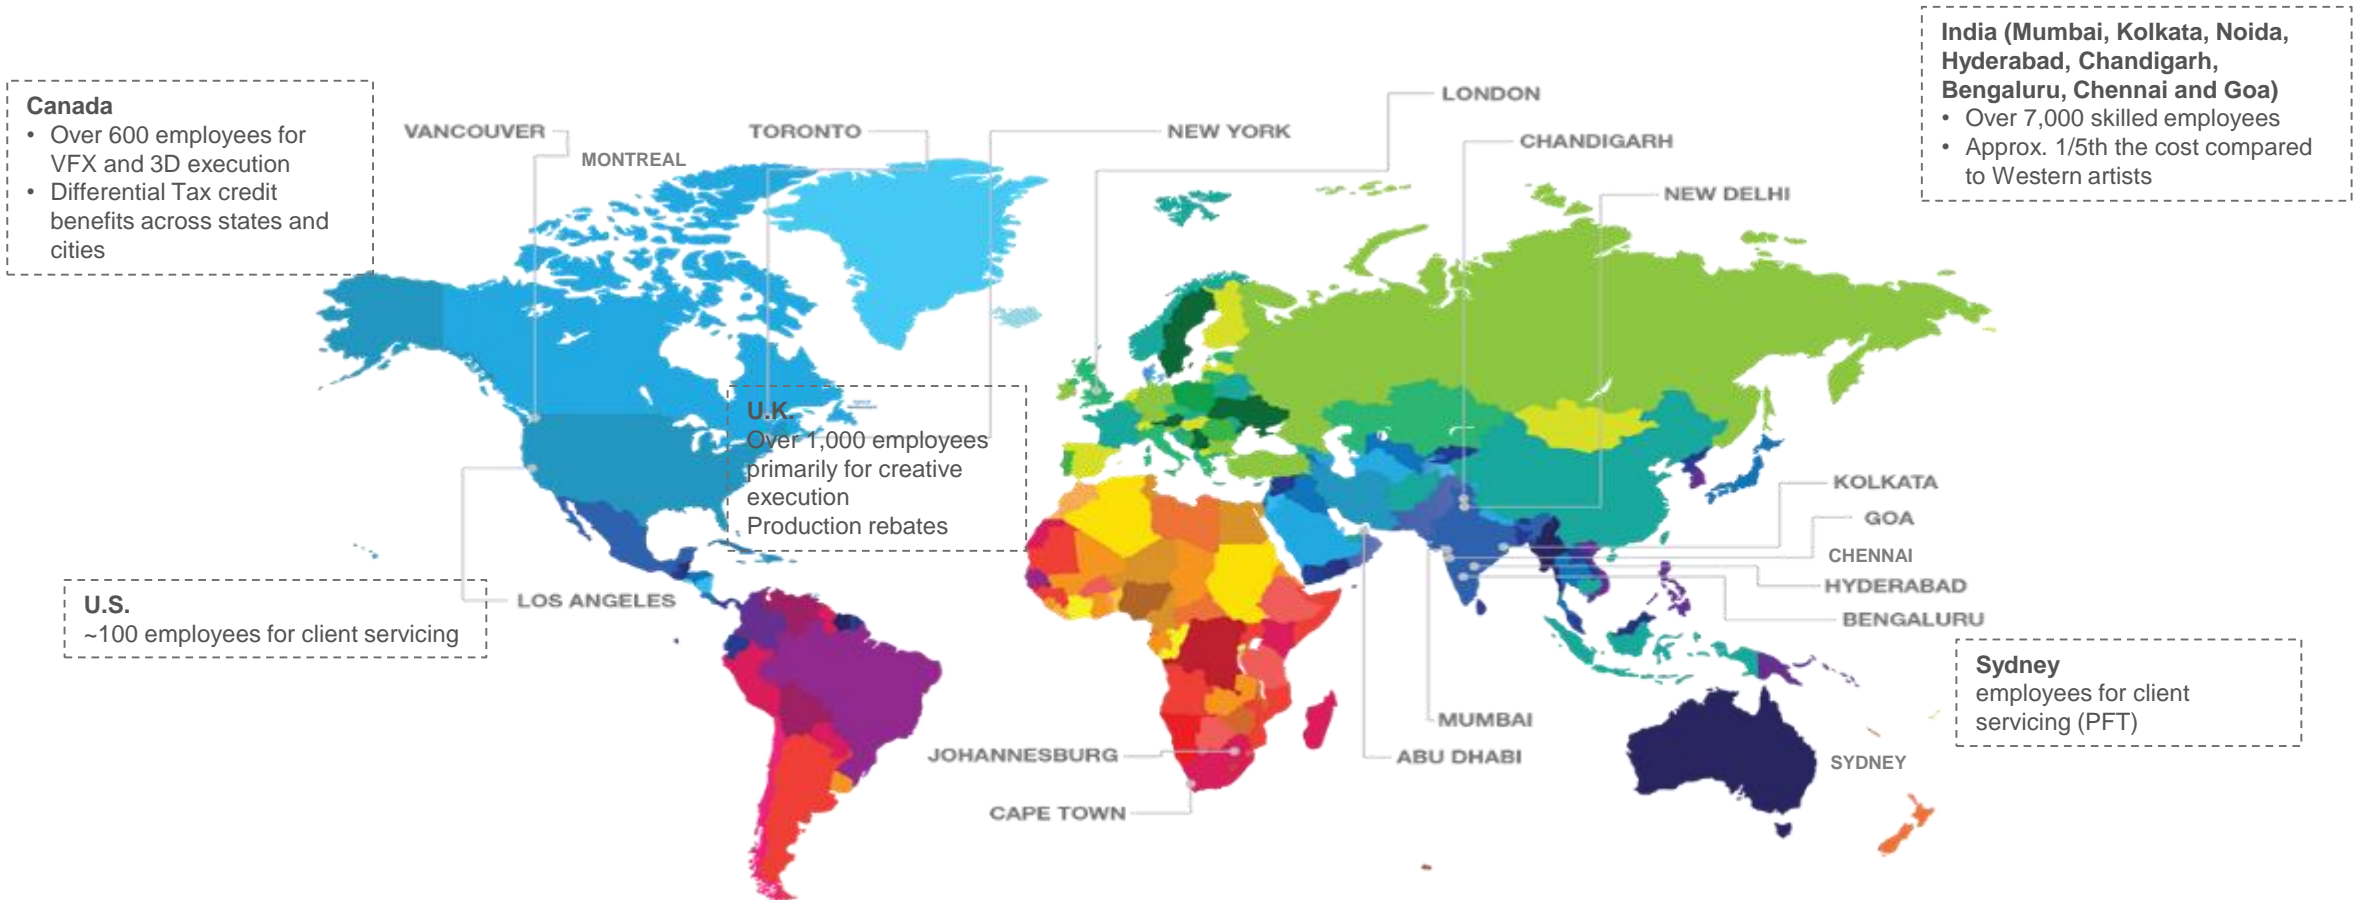 India (Mumbai, Kolkata, Noida,
Hyderabad, Chandigarh,
Bengaluru, Chennai and Goa)
• Over 7,000 skilled employees
• Approx. 1/5th the cost compared
to Western artists
Canada
• Over 600 employees for
VFX and 3D execution
• Differential Tax credit
benefits across states and
cities
VANCOUVER
MONTREAL
TORONTO
NEW YORK
LONDON
CHANDIGARH
NEW DELHI
U.K.
Over 1,000 employees
primarily for creative
execution
Production rebates
KOLKATA
GOA
CHENNAI
HYDERABAD
BENGALURU
U.S.
~100 employees for client servicing
LOS ANGELES
Sydney
employees for client
servicing (PFT)
MUMBAI
JOHANNESBURG
ABU DHABI
SYDNEY
CAPE TOWN